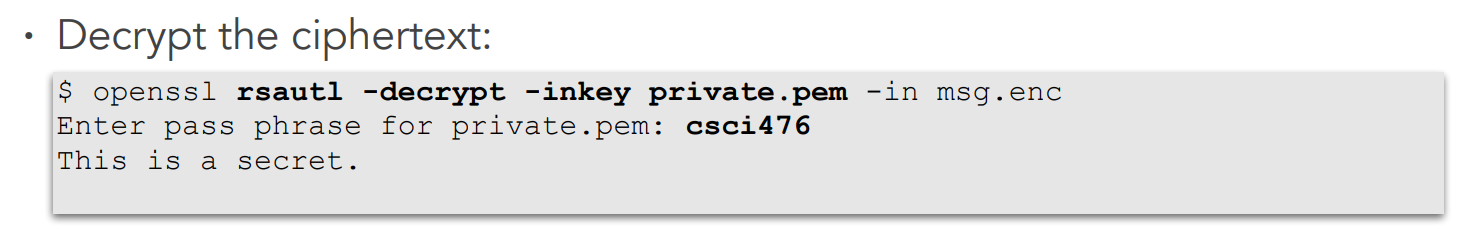 • Decrypt the ciphertext:
$ openssl rsautl -decrypt -inkey private.pem -in msg.enc
Enter pass phrase for private.pem: csci476
This is a secret.